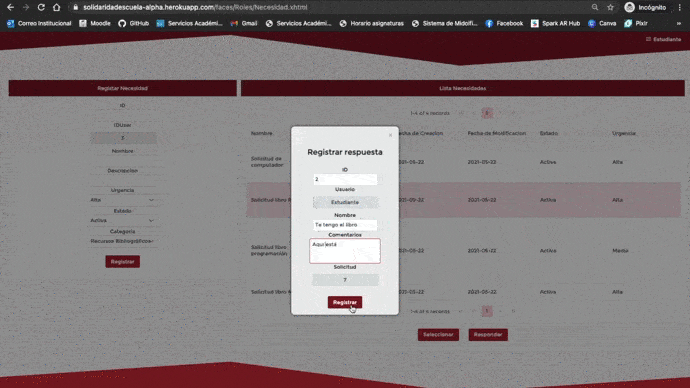 solidaridadescuela-alpha.herokuapp.com/faces/Roles/Necesidad.xhtml
Incógnito
Correo Institucional
Moodle
GitHub
Servicios Académi...
Gmail
Servicios Académi...
Horario asignaturas
Sistema de Midolfi...
Facebook
Spark AR Hub
Canva
Pixlr
Estudiante
Registar Necesidad
ID
IDUser
3
Nombre
Descripcion
Urgencia
Alta
Estado
Activa
Categoria
Recursos Bibliográficos
Registrar
Lista Necesidades
1-4 of 4 records
1
Nombre
Fecha de Creacion
Fecha de Modificacion
Estado
Urgencia
Solicitud de
computador
2021-05-22
2021-05-23
Activa
Alta
Solicitud libro
2021-05-22
2021-05-22
Activa
Alta
Solicitud libro
programación
2021-05-22
2021-05-22
Activa
Media
Solicitud libro
2021-05-22
2021-05-22
Activa
Alta
1-4 of 4 records
1
Seleccionar
Responder
×
Registrar respuesta
ID
2
Usuario
Estudiante
Nombre
Te tengo el libro
Comentarios
Aqui esta
Solicitud
7
Registrar